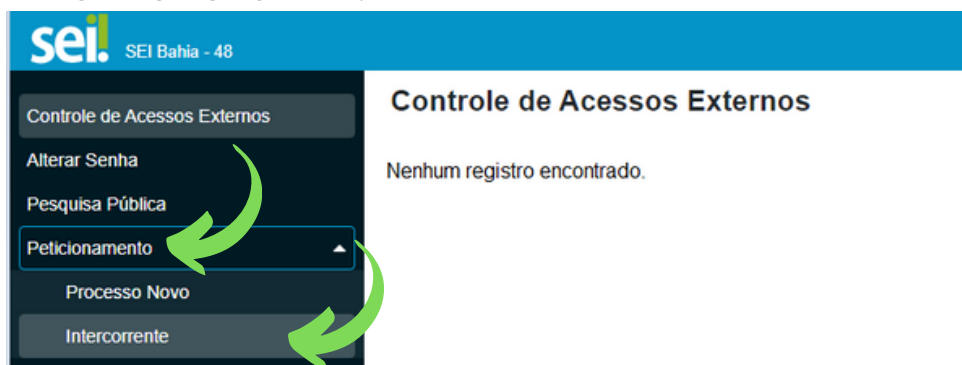 sei. SEI Bahia - 48
Controle de Acessos Externos
Alterar Senha
Pesquisa Pública
Peticionamento
Processo Novo
Intercorrente
Controle de Acessos Externos
Nenhum registro encontrado.